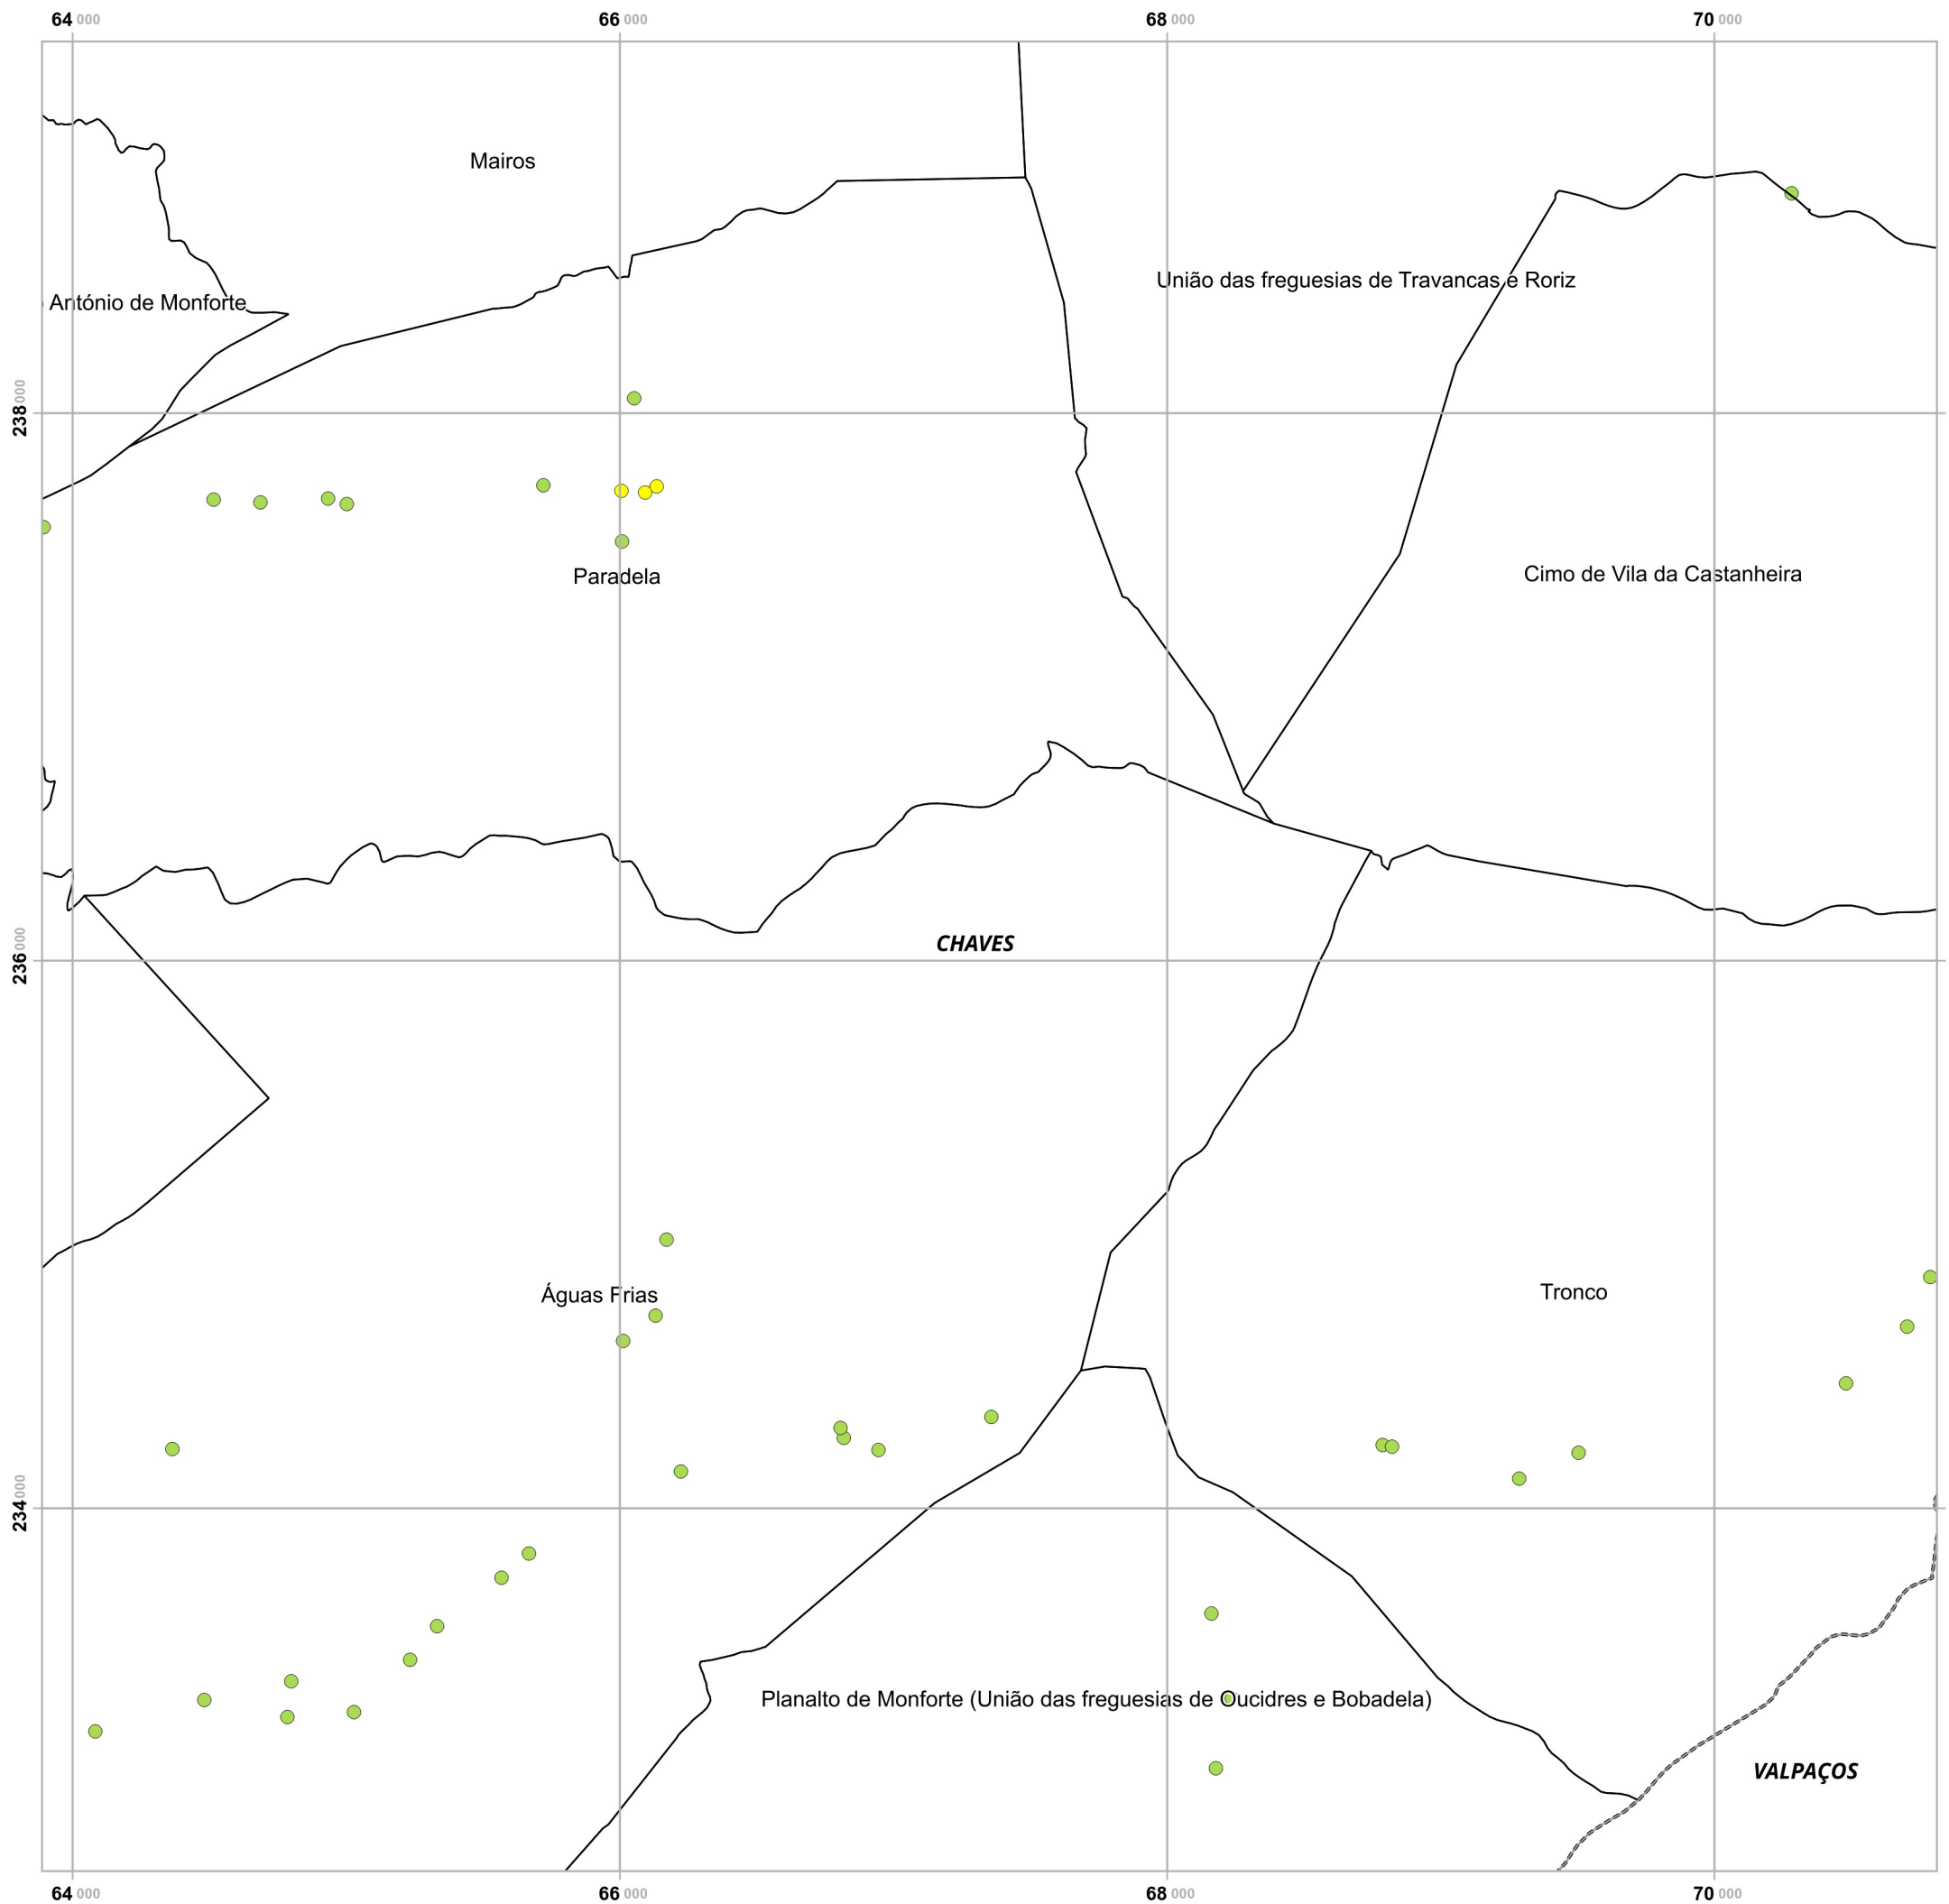 64 000 66 000 68 000 70 000
Mairos
União das freguesias de Travancas e Roriz
António de Monforte
238 000
Cimo de Vila da Castanheira
Paradela
CHAVES
236 000
Tronco
Águas Frias
234 000
Planalto de Monforte (União das freguesias de Oucidres e Bobadela)
VALPAÇOS
64 000 66 000 68 000 70 000